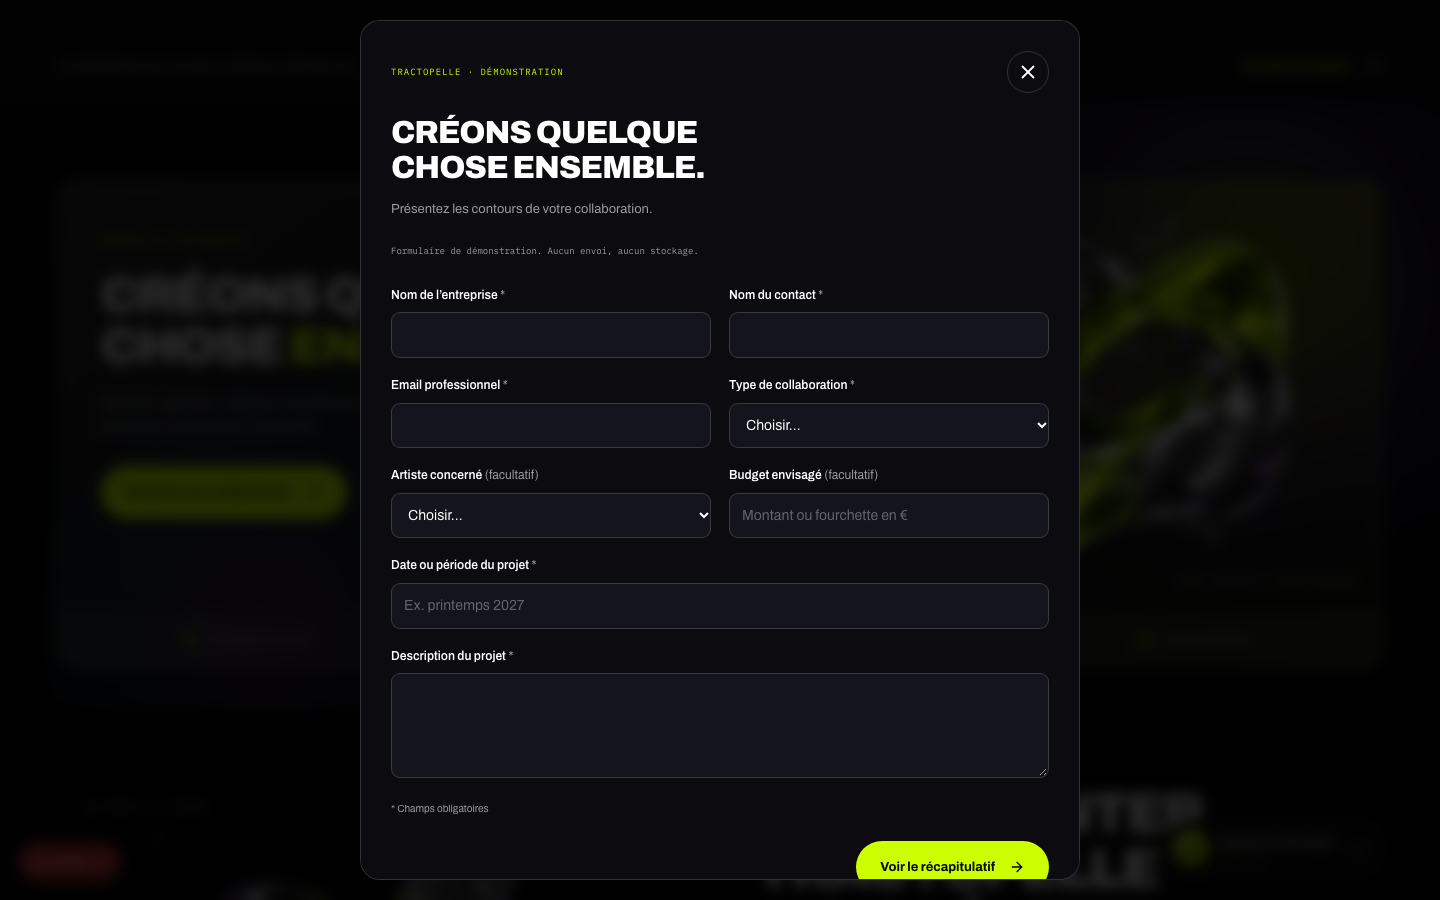 TRACTOPELLE · DÉMONSTRATION
CRÉONS QUELQUE
CHOSE ENSEMBLE.
Présentez les contours de votre collaboration.
Formulaire de démonstration. Aucun envoi, aucun stockage.
Nom de l'entreprise *
Nom du contact *
Email professionnel *
Type de collaboration *
Choisir...
Artiste concerné (facultatif)
Budget envisagé (facultatif)
Choisir...
Montant ou fourchette en €
Date ou période du projet *
Ex. printemps 2027
Description du projet *
* Champs obligatoires
Voir le récapitulatif
CRÉONS Q
CHOSE EN